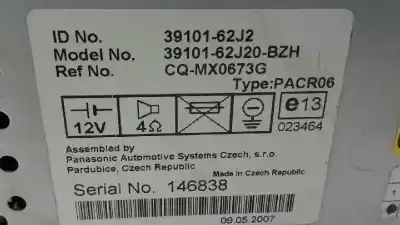 ID No. 39101-62J2
Model No. 39101-62J20-BZH
Ref No. CQ-MX0673G
Type:PACR06
12V 4Ω e13
023464
Assembled by
Panasonic Automotive Systems Czech, s.r.o.
Pardubice, Czech Republic
Made in Czech Republic
Serial No. 146838
09.05.2007